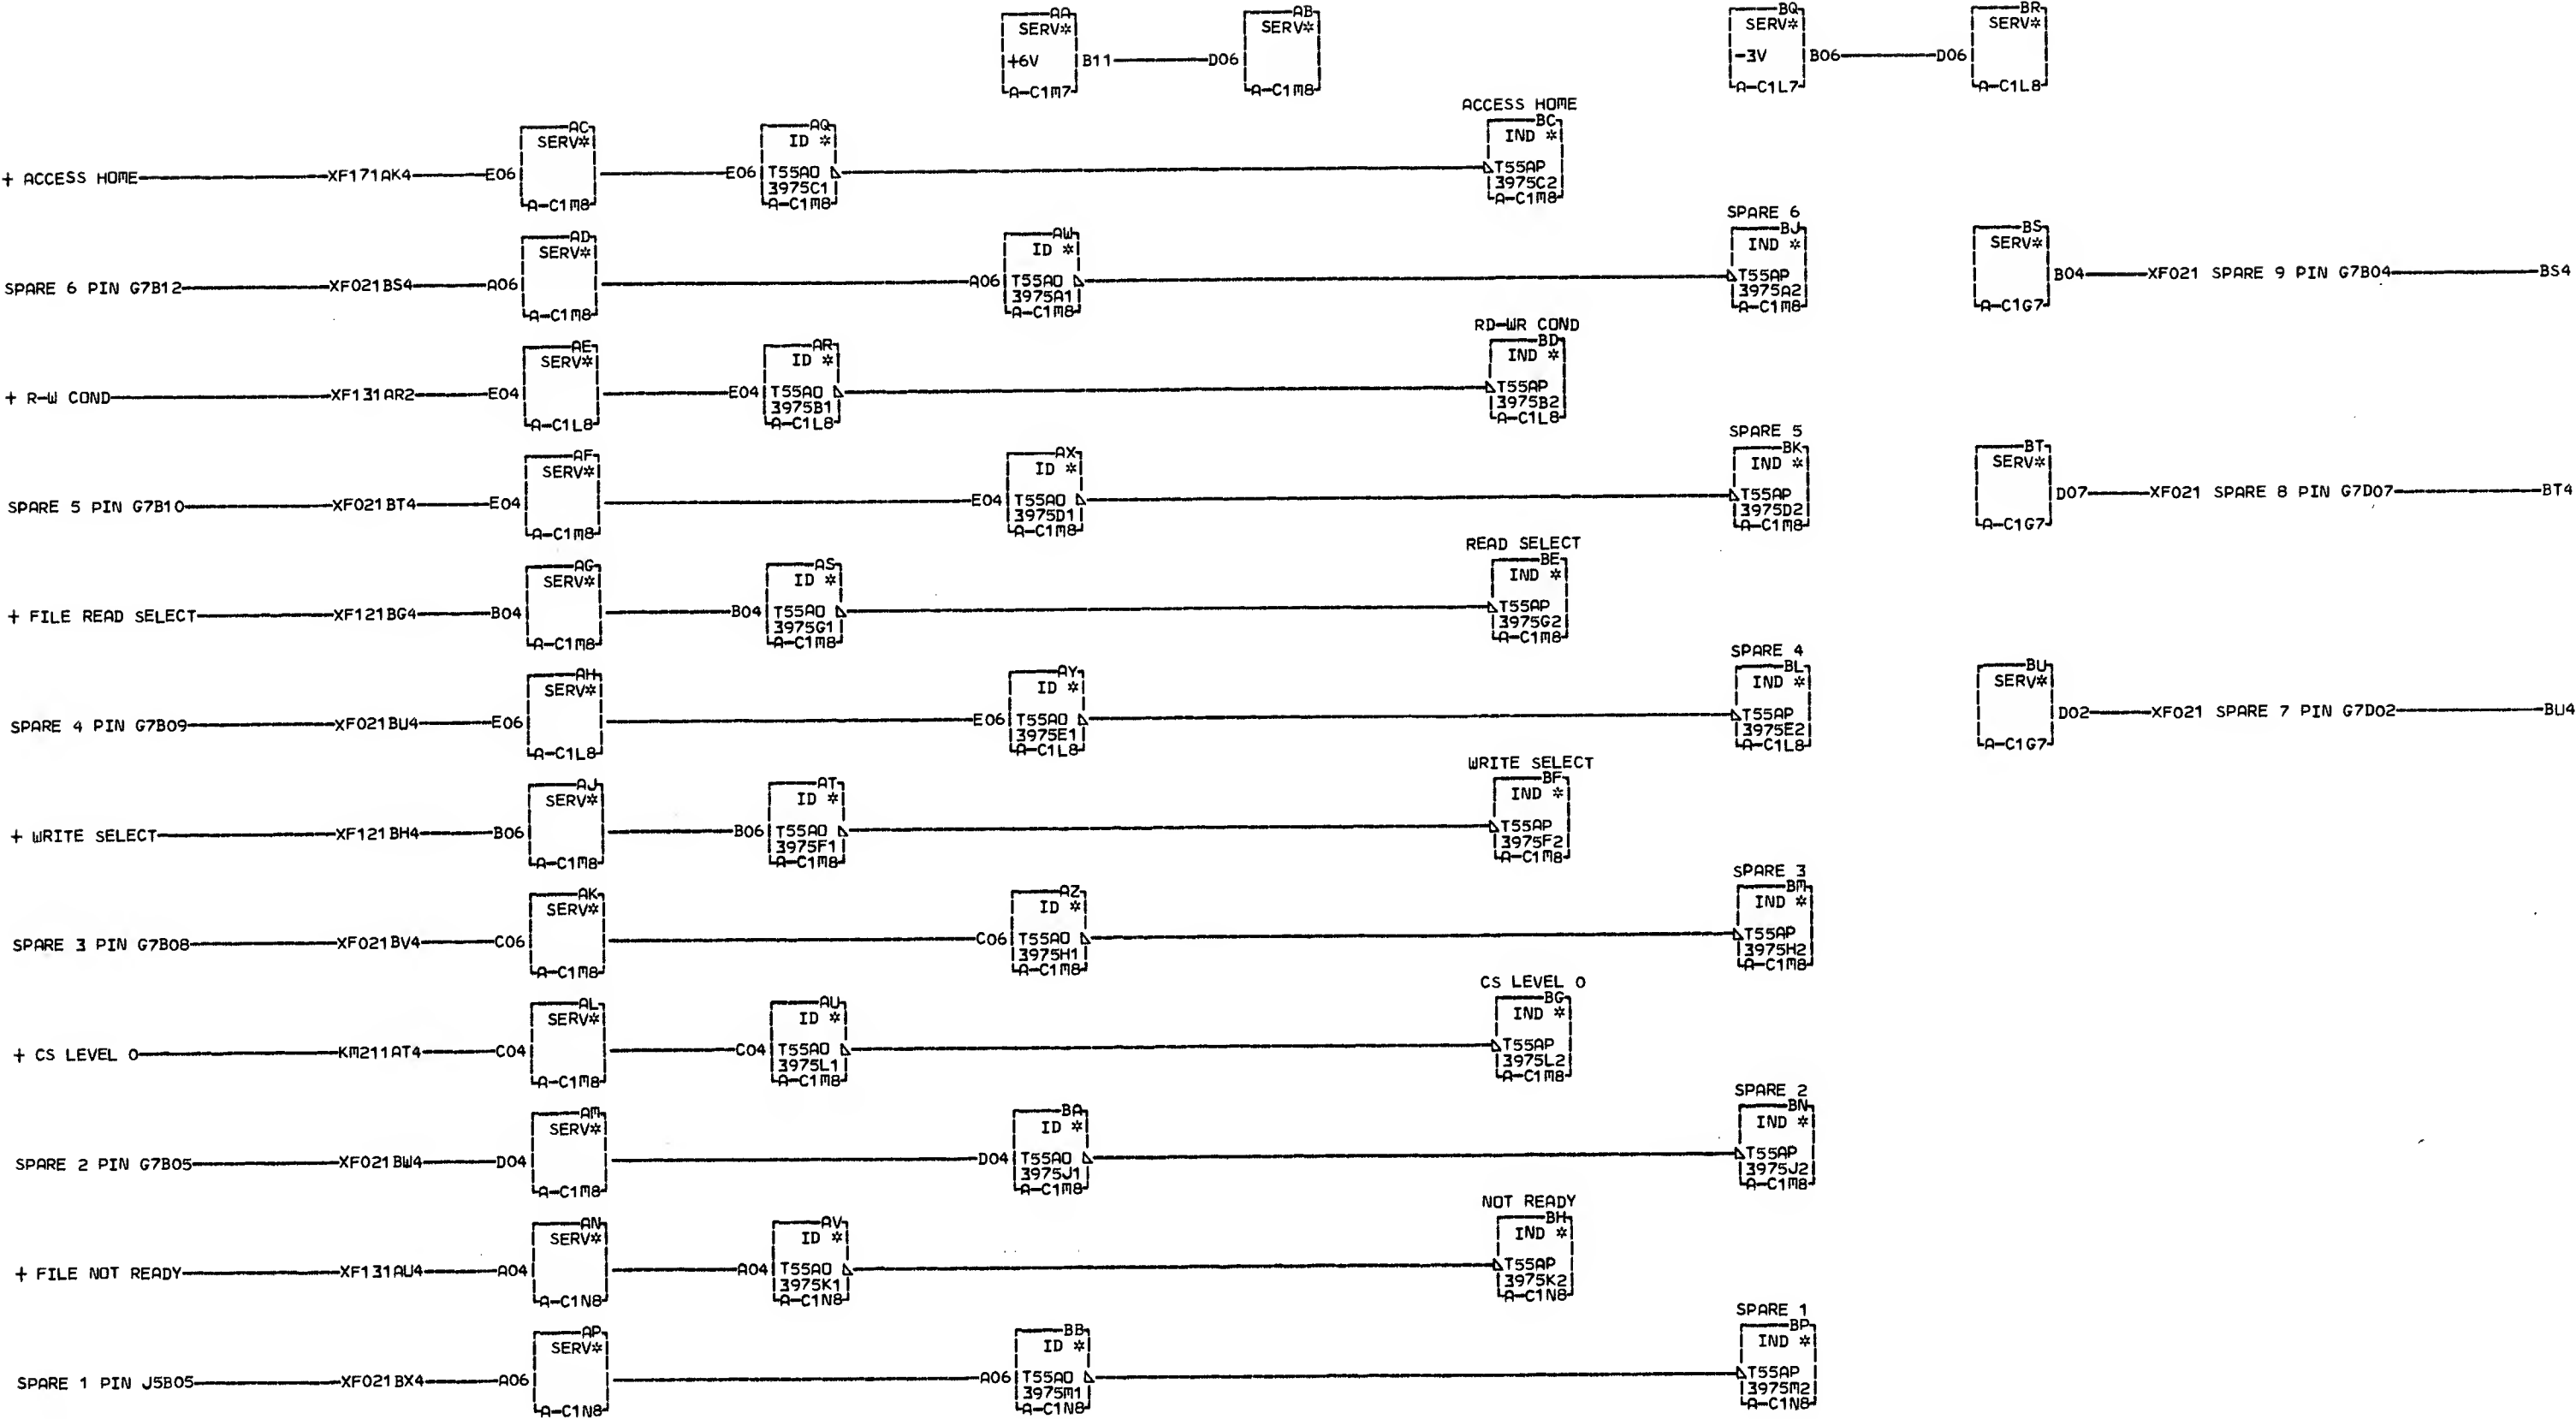 AA
SERV*
+6V B11 D06
A-C1M7
AB
SERV*
A-C1M8
BQ
SERV*
-3V B06 D06
A-C1L7
BR
SERV*
A-C1L8
ACCESS HOME
AC
SERV*
AQ
ID *
BC
IND *
+ ACCESS HOME XF171AK4 E06 E06 T55AO T55AP
3975C1 3975C2
A-C1M8 A-C1M8 A-C1M8
SPARE 6
AD
SERV*
AW
ID *
BJ
IND *
BS
SERV*
SPARE 6 PIN G7B12 XF021BS4 A06 A06 T55AO T55AP B04 XF021 SPARE 9 PIN G7B04 BS4
3975A1 3975A2
A-C1M8 A-C1M8 A-C1M8 A-C1G7
RD-WR COND
AE
SERV*
AR
ID *
BD
IND *
+ R-W COND XF131AR2 E04 E04 T55AO T55AP
3975B1 3975B2
A-C1L8 A-C1L8 A-C1L8
SPARE 5
AF
SERV*
AX
ID *
BK
IND *
BT
SERV*
SPARE 5 PIN G7B10 XF021BT4 E04 E04 T55AO T55AP D07 XF021 SPARE 8 PIN G7D07 BT4
3975D1 3975D2
A-C1M8 A-C1M8 A-C1M8 A-C1G7
READ SELECT
AG
SERV*
AS
ID *
BE
IND *
+ FILE READ SELECT XF121BG4 B04 B04 T55AO T55AP
3975G1 3975G2
A-C1M8 A-C1M8 A-C1M8
SPARE 4
AH
SERV*
AY
ID *
BL
IND *
BU
SERV*
SPARE 4 PIN G7B09 XF021BU4 E06 E06 T55AO T55AP D02 XF021 SPARE 7 PIN G7D02 BU4
3975E1 3975E2
A-C1L8 A-C1L8 A-C1L8 A-C1G7
WRITE SELECT
AJ
SERV*
AT
ID *
BF
IND *
+ WRITE SELECT XF121BH4 B06 B06 T55AO T55AP
3975F1 3975F2
A-C1M8 A-C1M8 A-C1M8
SPARE 3
AK
SERV*
AZ
ID *
BM
IND *
SPARE 3 PIN G7B08 XF021BV4 C06 C06 T55AO T55AP
3975H1 3975H2
A-C1M8 A-C1M8 A-C1M8
CS LEVEL 0
AL
SERV*
AU
ID *
BG
IND *
+ CS LEVEL 0 KM211AT4 C04 C04 T55AO T55AP
3975L1 3975L2
A-C1M8 A-C1M8 A-C1M8
SPARE 2
AM
SERV*
BA
ID *
BN
IND *
SPARE 2 PIN G7B05 XF021BW4 D04 D04 T55AO T55AP
3975J1 3975J2
A-C1M8 A-C1M8 A-C1M8
NOT READY
AN
SERV*
AV
ID *
BH
IND *
+ FILE NOT READY XF131AU4 A04 A04 T55AO T55AP
3975K1 3975K2
A-C1N8 A-C1N8 A-C1N8
SPARE 1
AP
SERV*
BB
ID *
BP
IND *
SPARE 1 PIN J5B05 XF021BX4 A06 A06 T55AO T55AP
3975M1 3975M2
A-C1N8 A-C1N8 A-C1N8